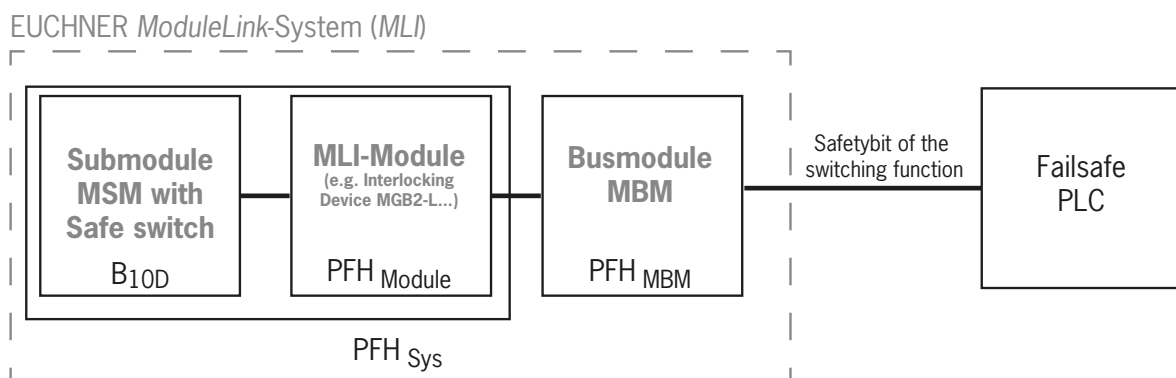 EUCHNER ModuleLink-System (MLI)
Submodule
MSM with
Safe switch
B10D
MLI-Module
(e.g. Interlocking
Device MGB2-L...)
PFH Module
Busmodule
MBM
PFH MBM
PFH Sys
Safetybit of the
switching function
Failsafe
PLC